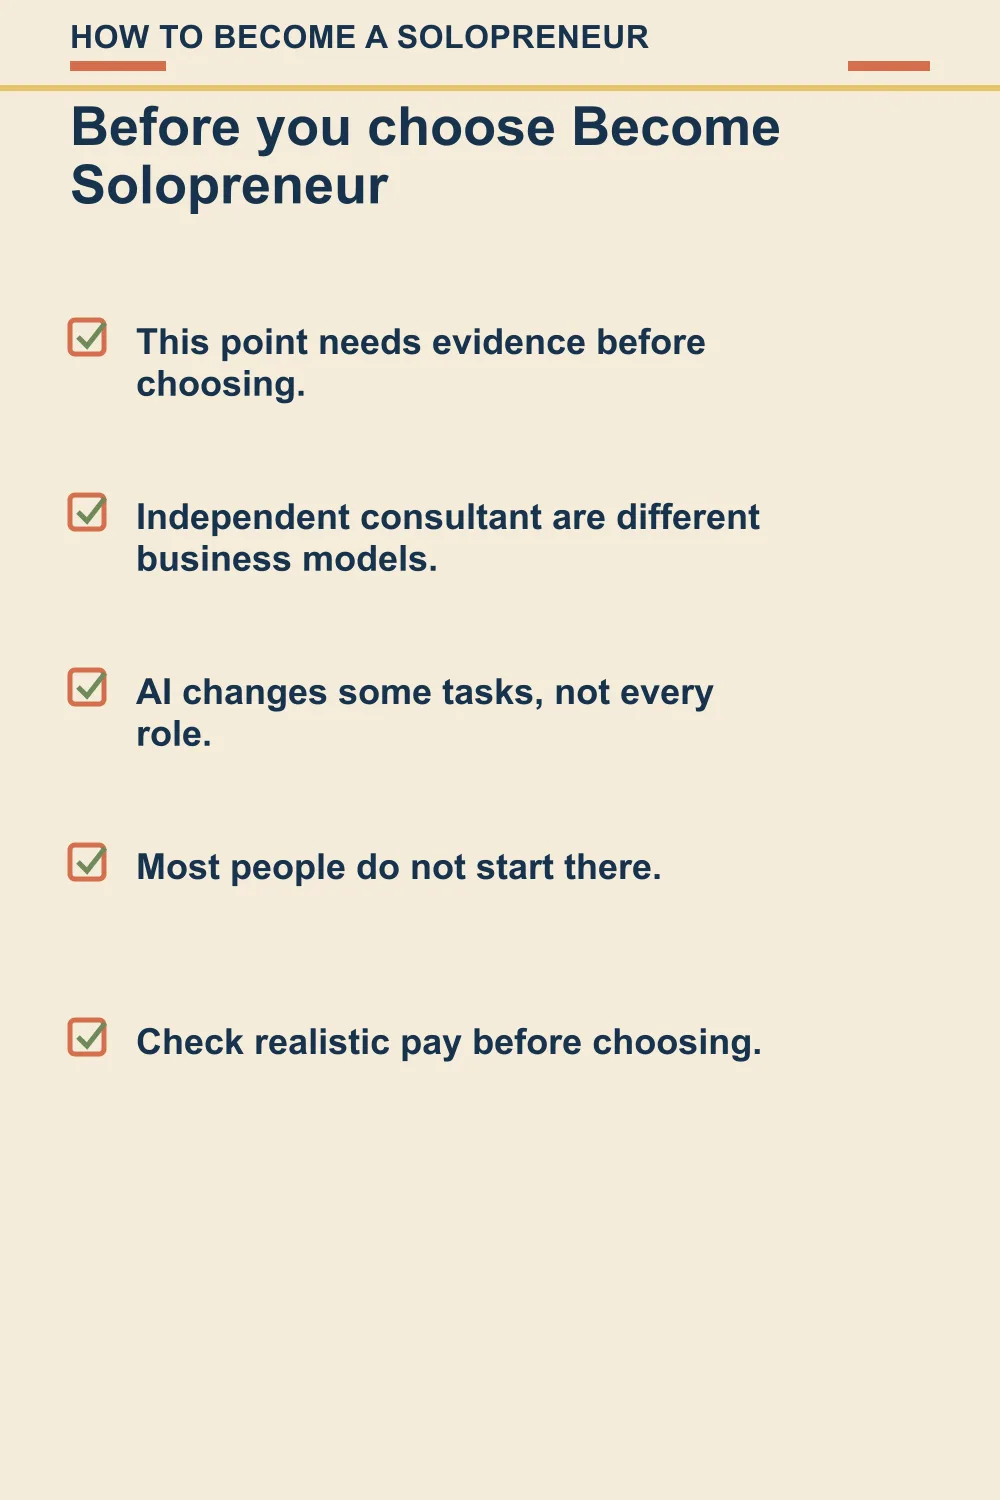 HOW TO BECOME A SOLOPRENEUR
Before you choose Become
Solopreneur
This point needs evidence before
choosing.
Independent consultant are different
business models.
AI changes some tasks, not every
role.
Most people do not start there.
Check realistic pay before choosing.